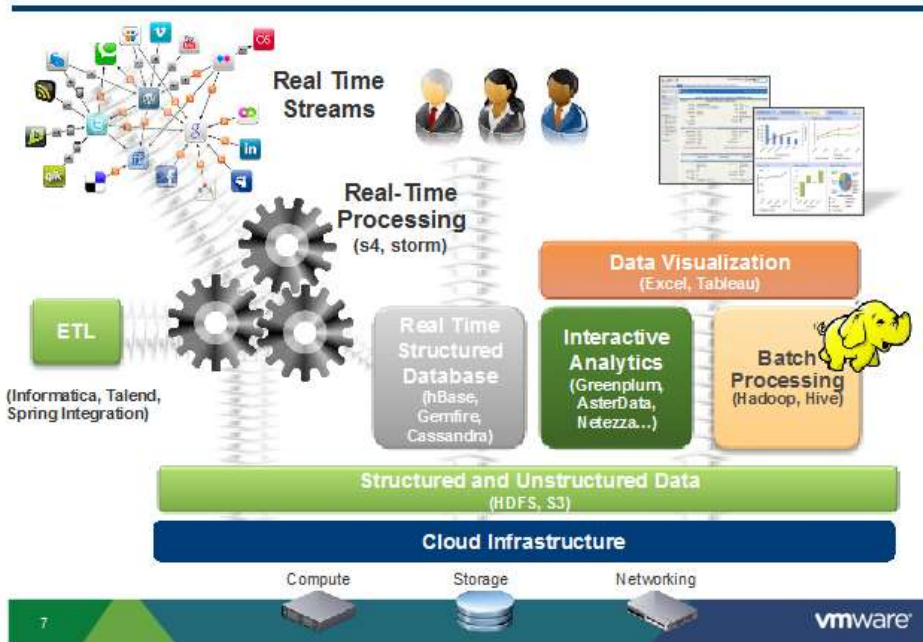 Real Time
Streams
Real-Time
Processing
(s4, storm)
Data Visualization
(Excel, Tableau)
ETL
(Informatica, Talend,
Spring Integration)
Real Time
Structured
Database
(hBase,
Gemfire,
Cassandra)
Interactive
Analytics
(Greenplum,
AsterData,
Netezza...)
Batch
Processing
(Hadoop, Hive)
Structured and Unstructured Data
(HDFS, S3)
Cloud Infrastructure
Compute
Storage
Networking
7
vmware